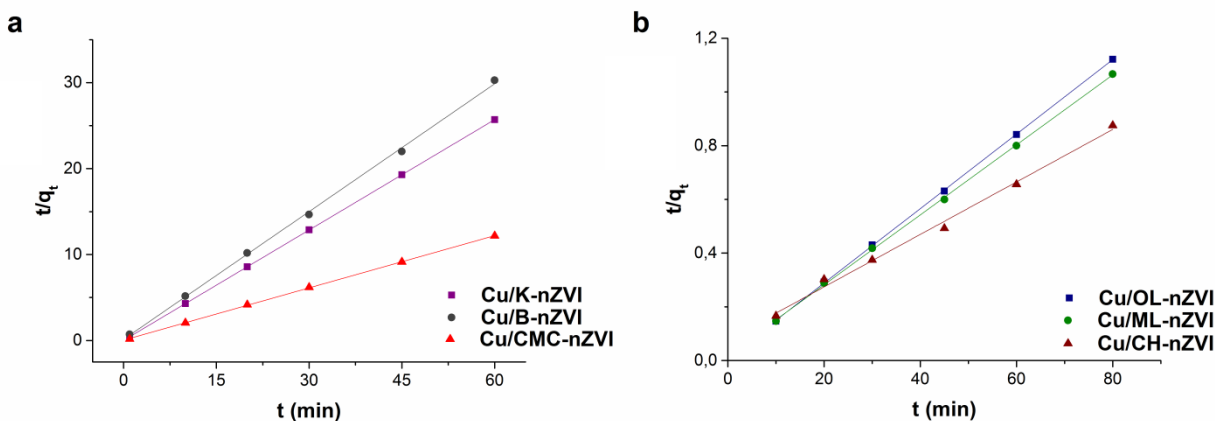 a
t/qt
30
20
10
0
0 15 30 45 60
t (min)
Cu/K-nZVI
Cu/B-nZVI
Cu/CMC-nZVI
b
t/qt
1,2
0,8
0,4
0,0
0 20 40 60 80
t (min)
Cu/OL-nZVI
Cu/ML-nZVI
Cu/CH-nZVI